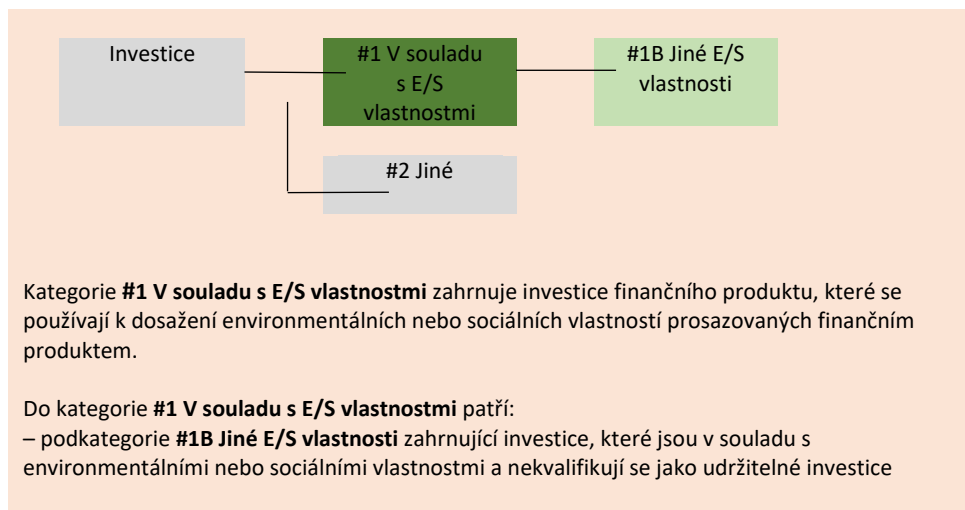 Investice
#1 V souladu
s E/S
vlastnostmi
#1B Jiné E/S
vlastnosti
#2 Jiné
Kategorie #1 V souladu s E/S vlastnostmi zahrnuje investice finančního produktu, které se
používají k dosažení environmentálních nebo sociálních vlastností prosazovaných finančním
produktem.
Do kategorie #1 V souladu s E/S vlastnostmi patří:
– podkategorie #1B Jiné E/S vlastnosti zahrnující investice, které jsou v souladu s
environmentálními nebo sociálními vlastnostmi a nekvalifikují se jako udržitelné investice